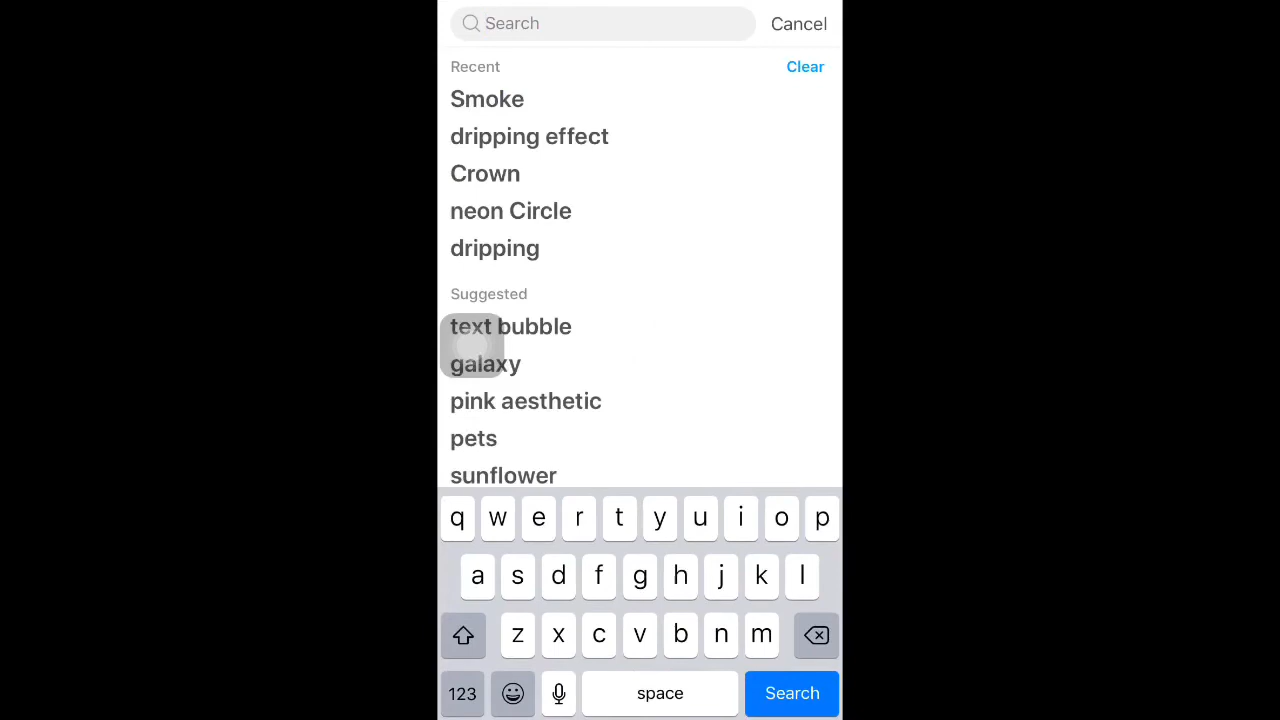 Search Cancel
Recent Clear
Smoke
dripping effect
Crown
neon Circle
dripping
Suggested
text bubble
galaxy
pink aesthetic
pets
sunflower
q w e r t y u i o p
a s d f g h j k l
z x c v b n m
123 space Search